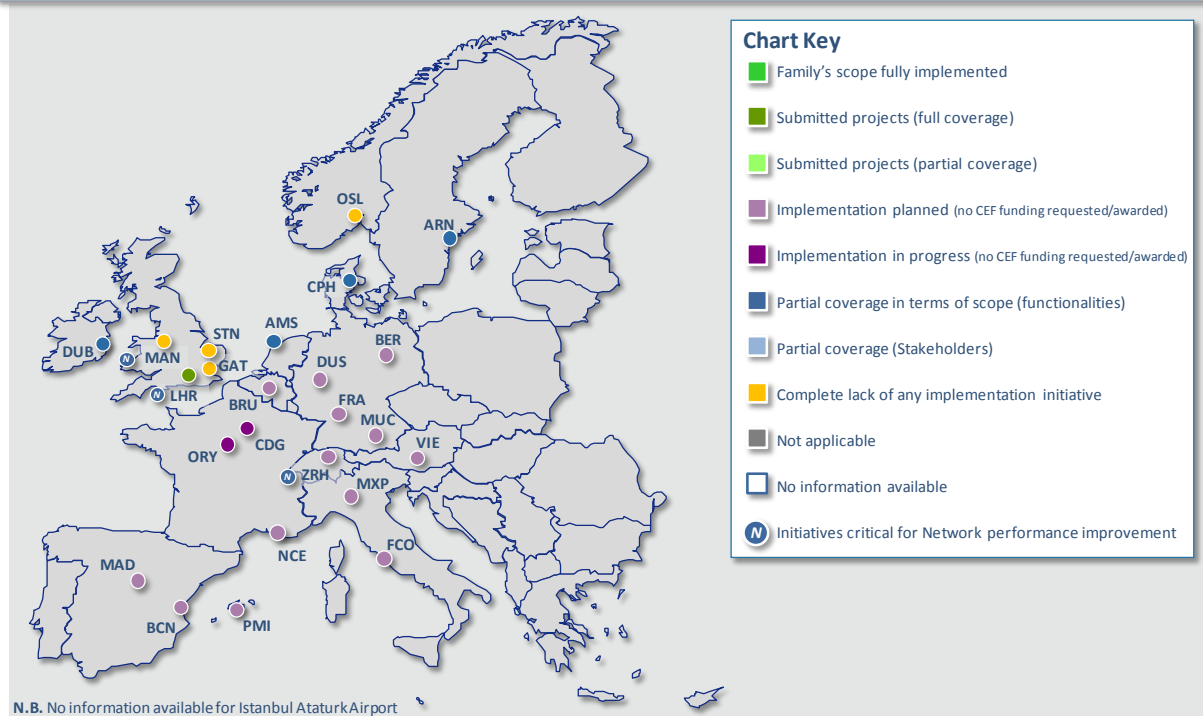 Chart Key
Family's scope fully implemented
Submitted projects (full coverage)
Submitted projects (partial coverage)
Implementation planned (no CEF funding requested/awarded)
Implementation in progress (no CEF funding requested/awarded)
Partial coverage in terms of scope (functionalities)
Partial coverage (Stakeholders)
Complete lack of any implementation initiative
Not applicable
No information available
N Initiatives critical for Network performance improvement
OSL
ARN
CPH
AMS
STN
BER
DUB
N
MAN
GAT
DUS
N
LHR
BRU
FRA
MUC
CDG
ORY
VIE
N
ZRH
MXP
NCE
FCO
MAD
BCN
PMI
N.B. No information available for Istanbul Ataturk Airport